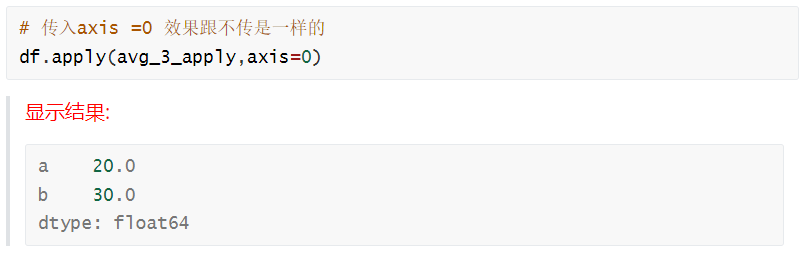 # 传入axis =0 效果跟不传是一样的
df.apply(avg_3_apply,axis=0)
显示结果:
a    20.0
b    30.0
dtype: float64